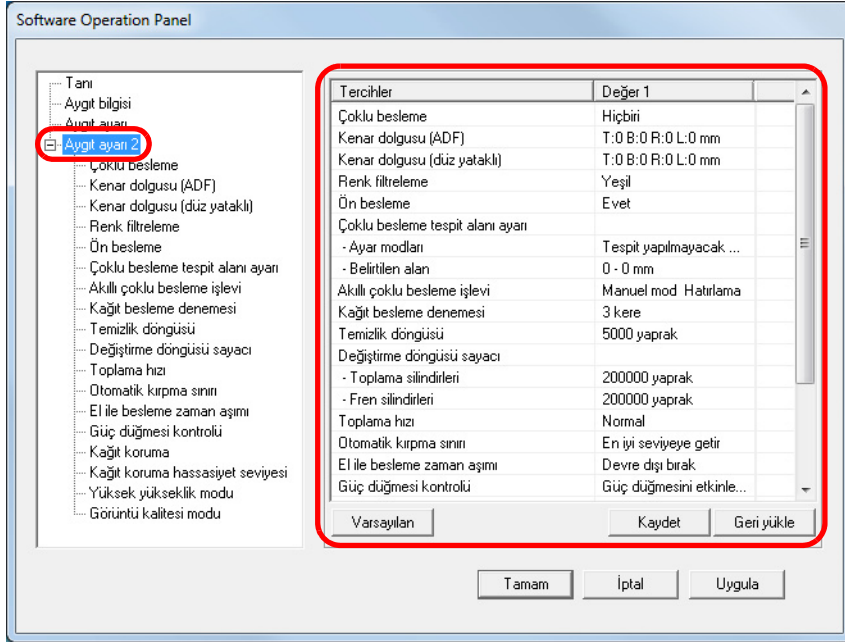 Software Operation Panel
Tanı
Aygıt bilgisi
Aygıt ayarı
Aygıt ayarı 2
Çoklu besleme
Kenar dolgusu (ADF)
Kenar dolgusu (düz yataklı)
Renk filtreleme
Ön besleme
Çoklu besleme tespit alanı ayarı
Akıllı çoklu besleme işlevi
Kağıt besleme denemesi
Temizlik döngüsü
Değiştirme döngüsü sayacı
Toplama hızı
Otomatik kırpma sınırı
El ile besleme zaman aşımı
Güç düğmesi kontrolü
Kağıt koruma
Kağıt koruma hassasiyet seviyesi
Yüksek yükseklik modu
Görüntü kalitesi modu
Tercihler Değer 1
Çoklu besleme Hiçbiri
Kenar dolgusu (ADF) T:0 B:0 R:0 L:0 mm
Kenar dolgusu (düz yataklı) T:0 B:0 R:0 L:0 mm
Renk filtreleme Yeşil
Ön besleme Evet
Çoklu besleme tespit alanı ayarı
- Ayar modları Tespit yapılmayacak ...
- Belirtilen alan 0 - 0 mm
Akıllı çoklu besleme işlevi Manuel mod Hatırlama
Kağıt besleme denemesi 3 kere
Temizlik döngüsü 5000 yaprak
Değiştirme döngüsü sayacı
- Toplama silindirleri 200000 yaprak
- Fren silindirleri 200000 yaprak
Toplama hızı Normal
Otomatik kırpma sınırı En iyi seviyeye getir
El ile besleme zaman aşımı Devre dışı bırak
Güç düğmesi kontrolü Güç düğmesini etkinle...
Varsayılan Kaydet Geri yükle
Tamam İptal Uygula